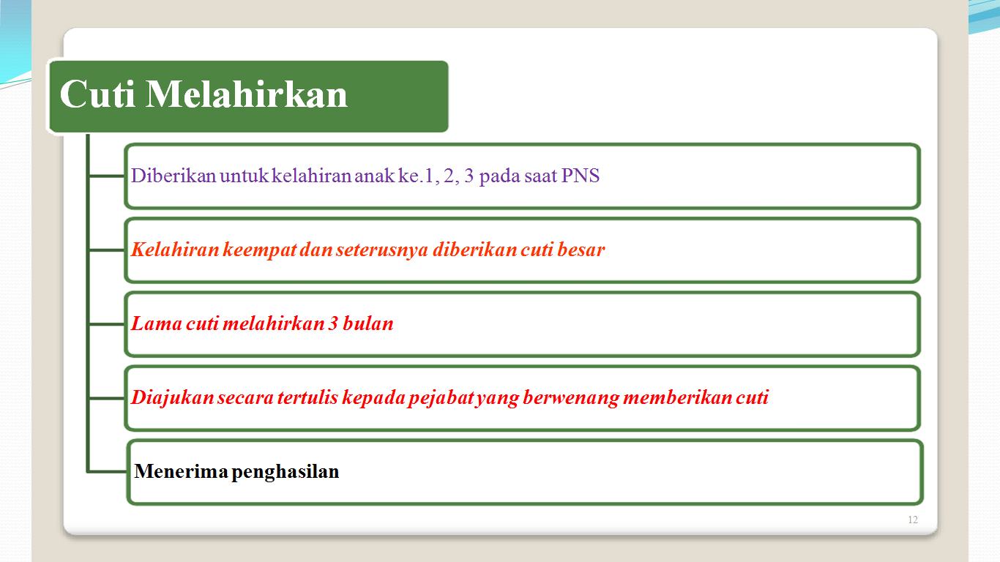 Cuti Melahirkan
Diberikan untuk kelahiran anak ke.1, 2, 3 pada saat PNS
Kelahiran keempat dan seterusnya diberikan cuti besar
Lama cuti melahirkan 3 bulan
Diajukan secara tertulis kepada pejabat yang berwenang memberikan cuti
Menerima penghasilan
12